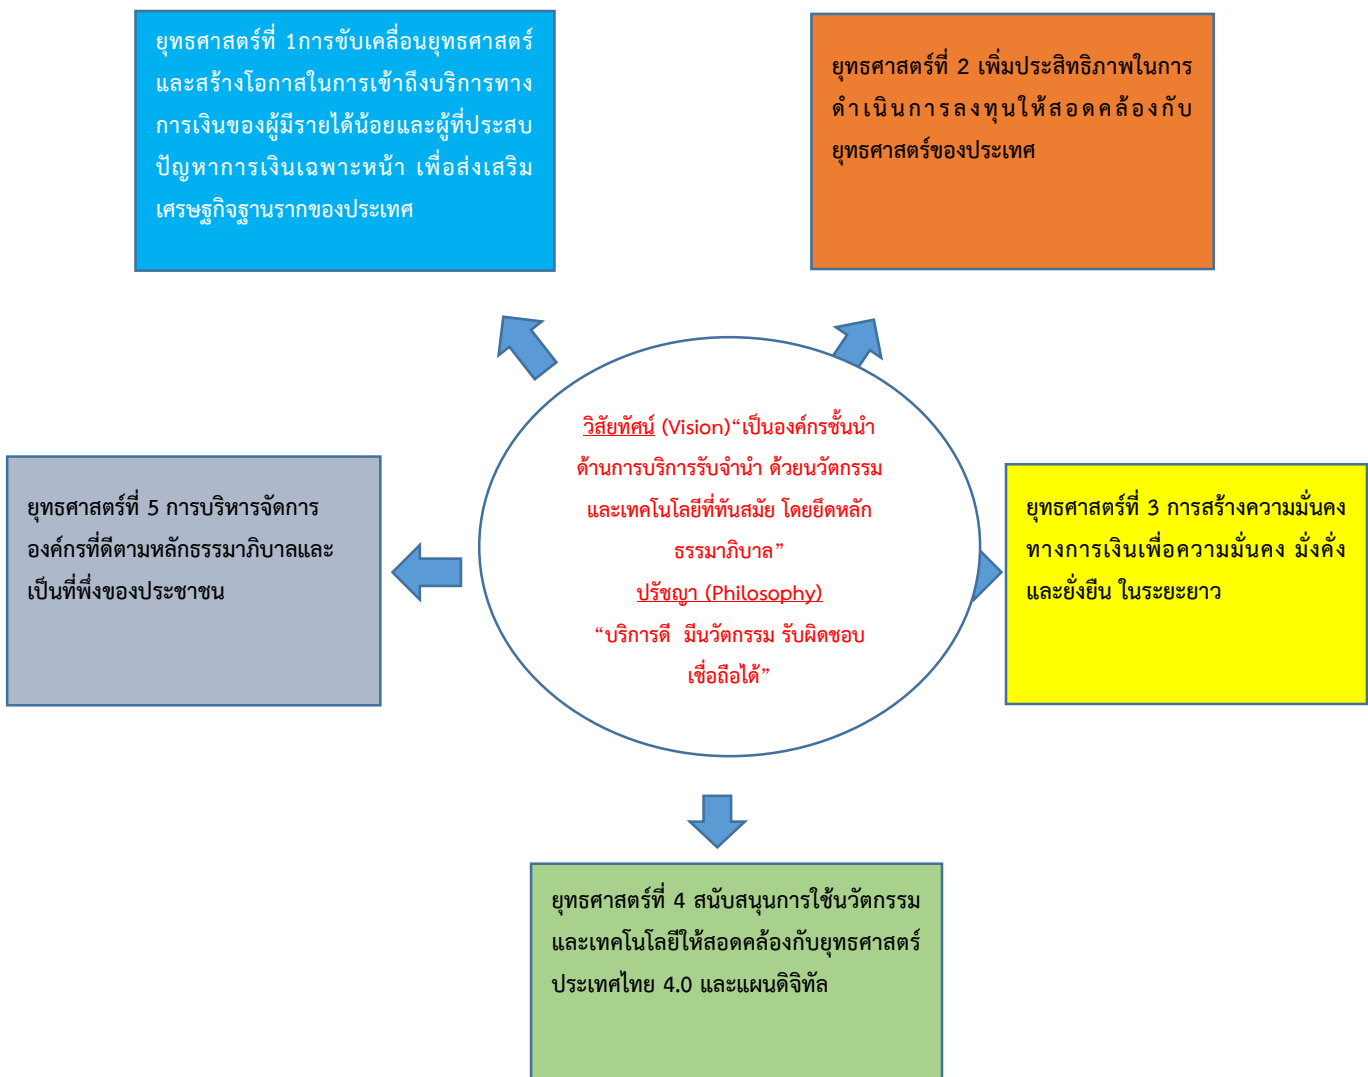 ยุทธศาสตร์ที่ 1การขับเคลื่อนยุทธศาสตร์
และสร้างโอกาสในการเข้าถึงบริการทาง
การเงินของผู้มีรายได้น้อยและผู้ที่ประสบ
ปัญหาการเงินเฉพาะหน้า เพื่อส่งเสริม
เศรษฐกิจฐานรากของประเทศ
ยุทธศาสตร์ที่ 2 เพิ่มประสิทธิภาพในการ
ดำเนินการลงทุนให้สอดคล้องกับ
ยุทธศาสตร์ของประเทศ
วิสัยทัศน์ (Vision)“เป็นองค์กรชั้นนำ
ด้านการบริการรับจำนำ ด้วยนวัตกรรม
และเทคโนโลยีที่ทันสมัย โดยยึดหลัก
ธรรมาภิบาล”
ปรัชญา (Philosophy)
“บริการดี มีนวัตกรรม รับผิดชอบ
เชื่อถือได้”
ยุทธศาสตร์ที่ 3 การสร้างความมั่นคง
ทางการเงินเพื่อความมั่นคง มั่งคั่ง
และยั่งยืน ในระยะยาว
ยุทธศาสตร์ที่ 4 สนับสนุนการใช้นวัตกรรม
และเทคโนโลยีให้สอดคล้องกับยุทธศาสตร์
ประเทศไทย 4.0 และแผนดิจิทัล
ยุทธศาสตร์ที่ 5 การบริหารจัดการ
องค์กรที่ดีตามหลักธรรมาภิบาลและ
เป็นที่พึ่งของประชาชน